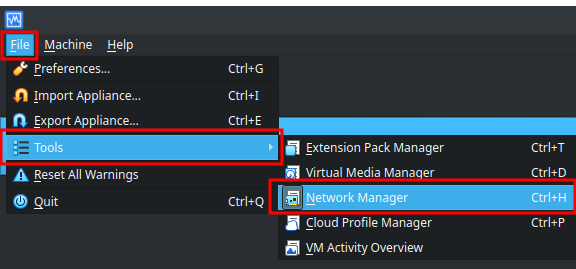 File Machine Help
Preferences... Ctrl+G
Import Appliance... Ctrl+I
Export Appliance... Ctrl+E
Tools
Extension Pack Manager Ctrl+T
Virtual Media Manager Ctrl+D
Network Manager Ctrl+H
Cloud Profile Manager Ctrl+P
VM Activity Overview
Reset All Warnings
Quit Ctrl+Q